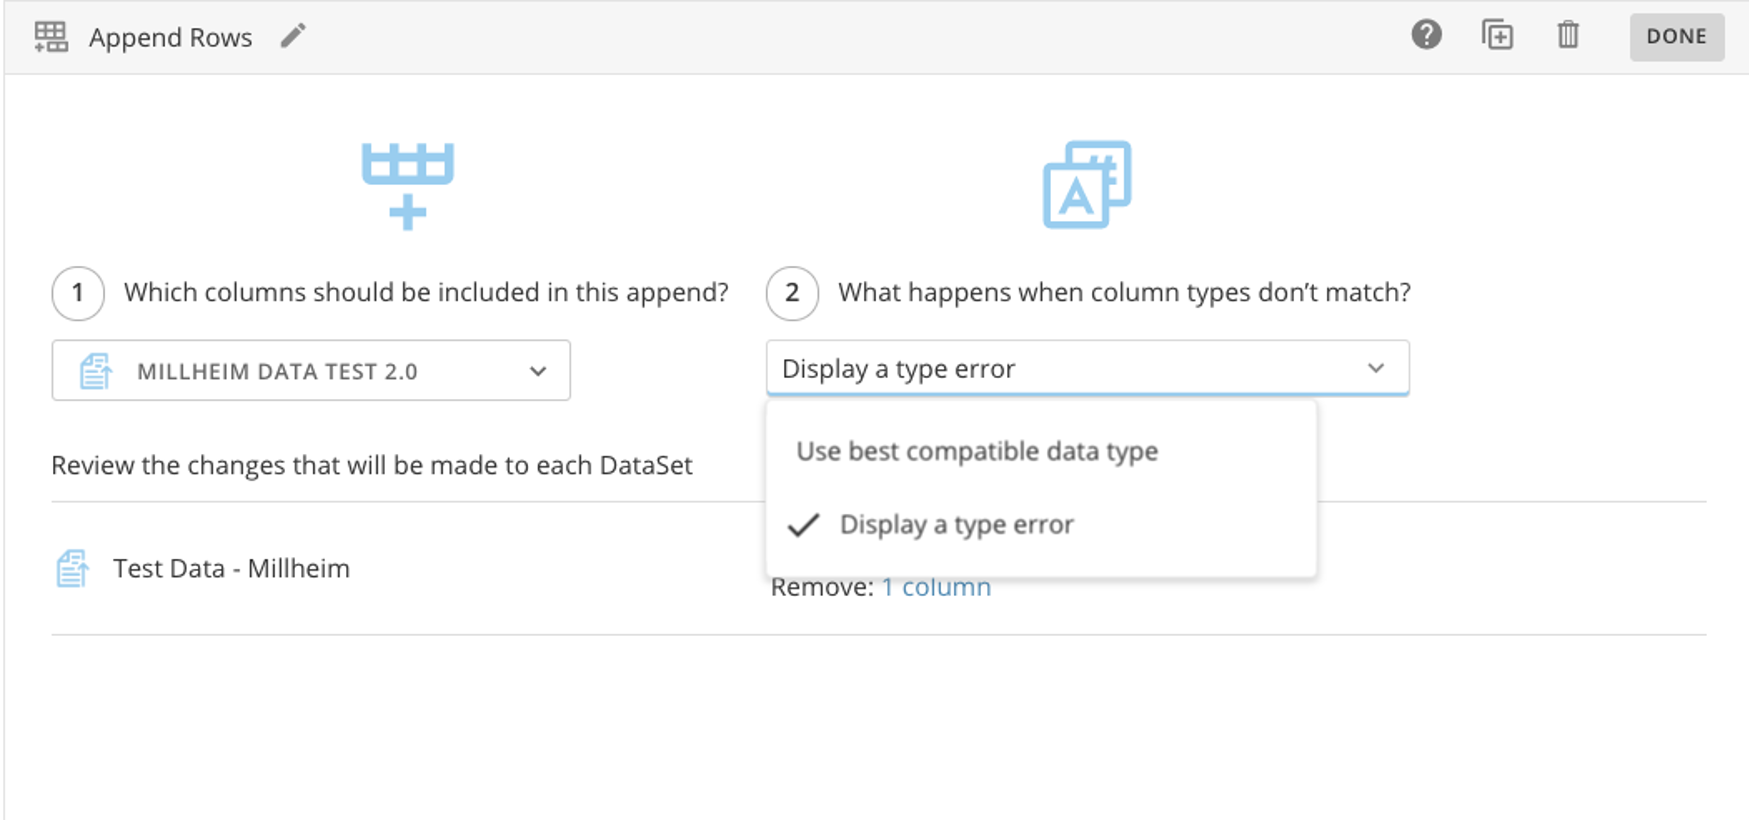 Append Rows
DONE
1 Which columns should be included in this append?
2 What happens when column types don’t match?
MILLHEIM DATA TEST 2.0
Display a type error
Use best compatible data type
Display a type error
Review the changes that will be made to each DataSet
Test Data - Millheim
Remove: 1 column